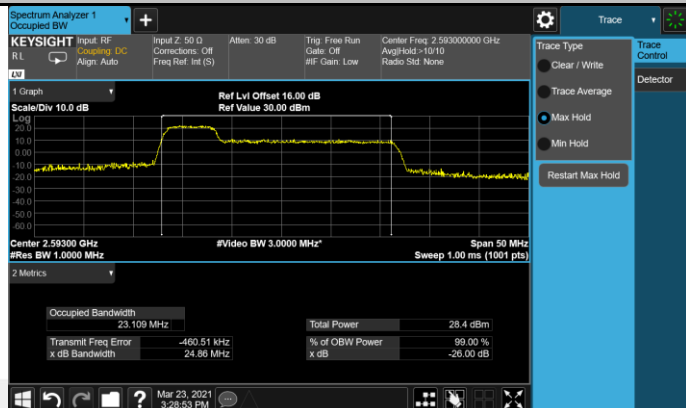 Spectrum Analyzer 1
Occupied BW
Trace
KEYSIGHT
R L
LXI
Input: RF
Coupling: DC
Align: Auto
Input Z: 50 Ω
Corrections: Off
Freq Ref: Int (S)
Atten: 30 dB
Trig: Free Run
Gate: Off
#IF Gain: Low
Center Freq: 2.593000000 GHz
Avg|Hold:>10/10
Radio Std: None
Trace Type
Clear / Write
Trace Average
Max Hold
Min Hold
Restart Max Hold
Trace
Control
Detector
1 Graph
Scale/Div 10.0 dB
Ref Lvl Offset 16.00 dB
Ref Value 30.00 dBm
Log
20.0
10.0
0.00
-10.0
-20.0
-30.0
-40.0
-50.0
-60.0
Center 2.59300 GHz
#Video BW 3.0000 MHz*
Span 50 MHz
#Res BW 1.0000 MHz
Sweep 1.00 ms (1001 pts)
2 Metrics
Occupied Bandwidth
23.109 MHz
Total Power 28.4 dBm
Transmit Freq Error -460.51 kHz
% of OBW Power 99.00 %
x dB Bandwidth 24.86 MHz
x dB -26.00 dB
?
Mar 23, 2021
3:28:53 PM